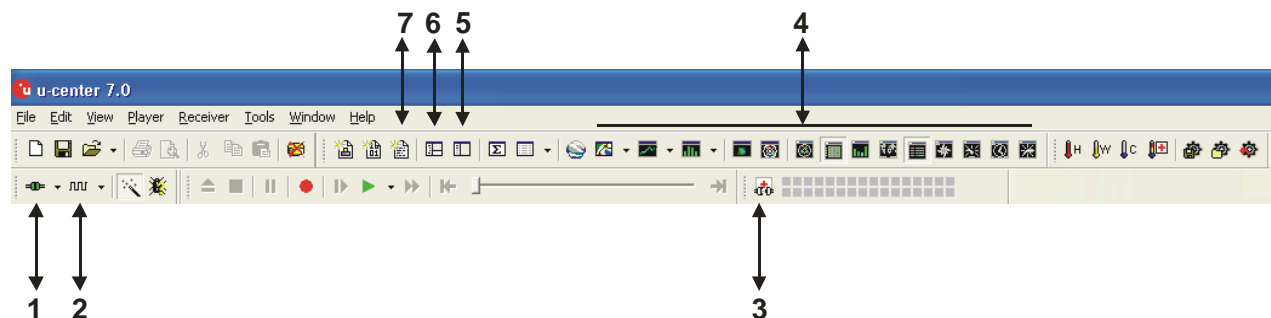 7 6 5 4
u u-center 7.0
File Edit View Player Receiver Tools Window Help
H W C
1 2 3